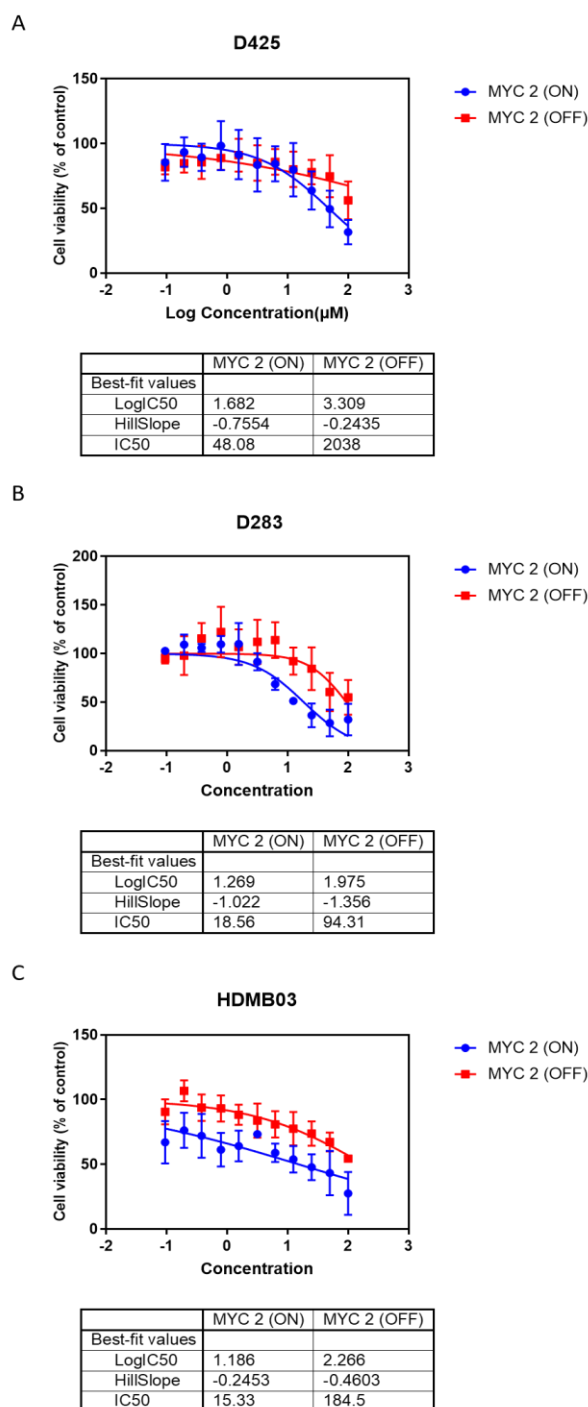 A
D425
150
100
50
0
Cell viability (% of control)
-2 -1 0 1 2 3
Log Concentration(µM)
MYC 2 (ON)
MYC 2 (OFF)
MYC 2 (ON) MYC 2 (OFF)
Best-fit values
LogIC50 1.682 3.309
HillSlope -0.7554 -0.2435
IC50 48.08 2038
B
D283
200
150
100
50
0
Cell viability (% of control)
-2 -1 0 1 2 3
Concentration
MYC 2 (ON)
MYC 2 (OFF)
MYC 2 (ON) MYC 2 (OFF)
Best-fit values
LogIC50 1.269 1.975
HillSlope -1.022 -1.356
IC50 18.56 94.31
C
HDMB03
150
100
50
0
Cell viability (% of control)
-2 -1 0 1 2 3
Concentration
MYC 2 (ON)
MYC 2 (OFF)
MYC 2 (ON) MYC 2 (OFF)
Best-fit values
LogIC50 1.186 2.266
HillSlope -0.2453 -0.4603
IC50 15.33 184.5